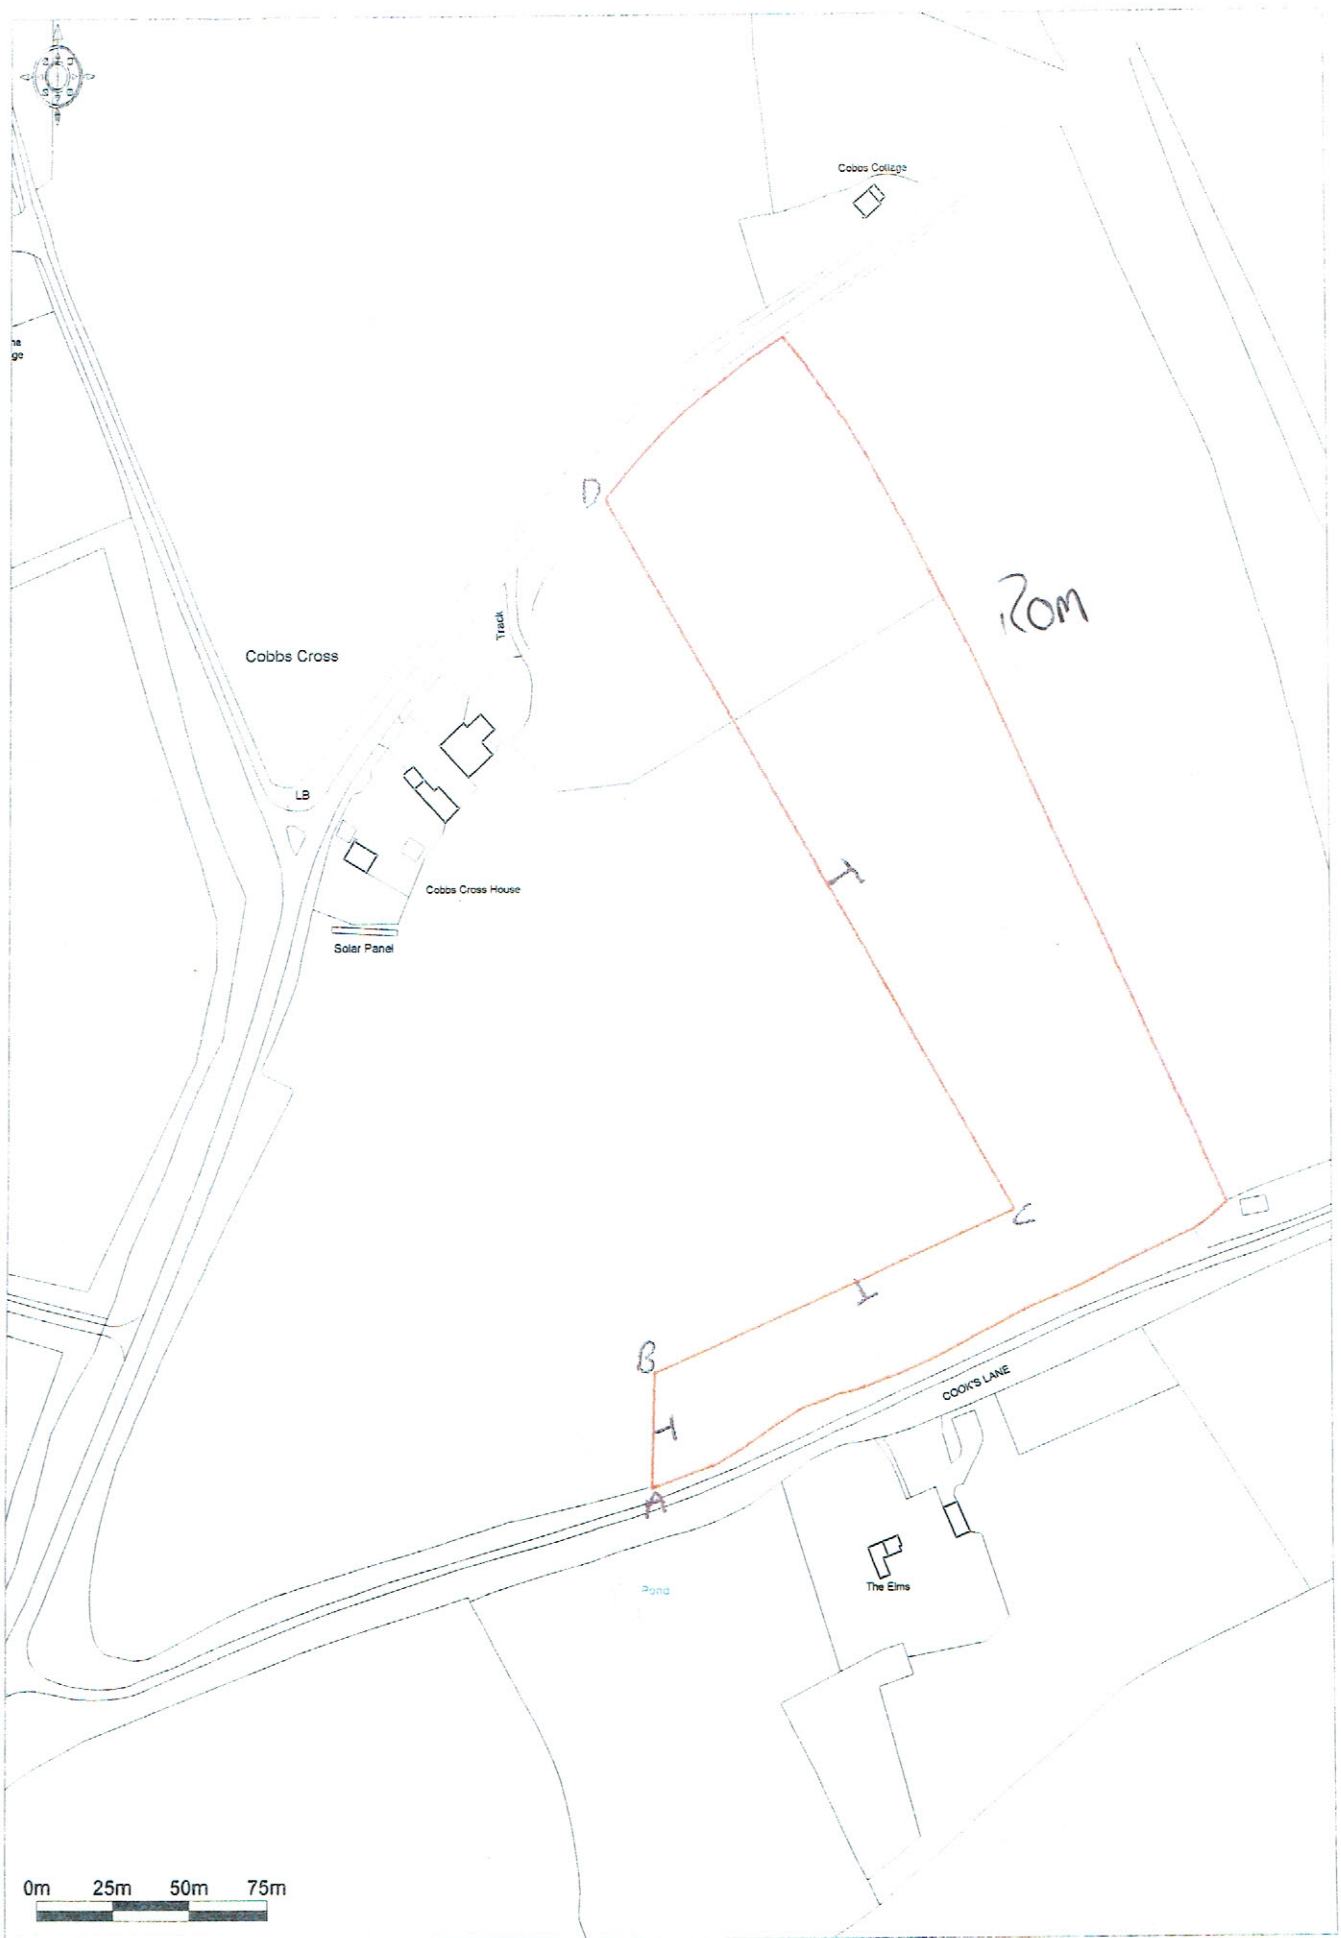 Cobbs Cottage
D
20m
Track
Cobbs Cross
LB
T
Cobbs Cross House
Solar Panel
C
T
B
COOK'S LANE
T
A
Pond
The Elms
0m 25m 50m 75m